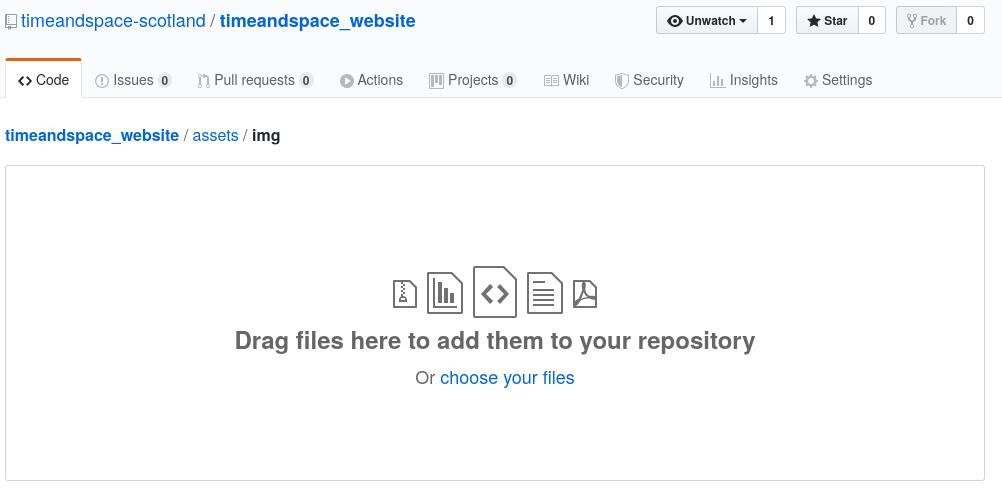 timeandspace-scotland / timeandspace_website Unwatch 1 Star 0 Fork 0
Code Issues 0 Pull requests 0 Actions Projects 0 Wiki Security Insights Settings
timeandspace_website / assets / img
Drag files here to add them to your repository
Or choose your files